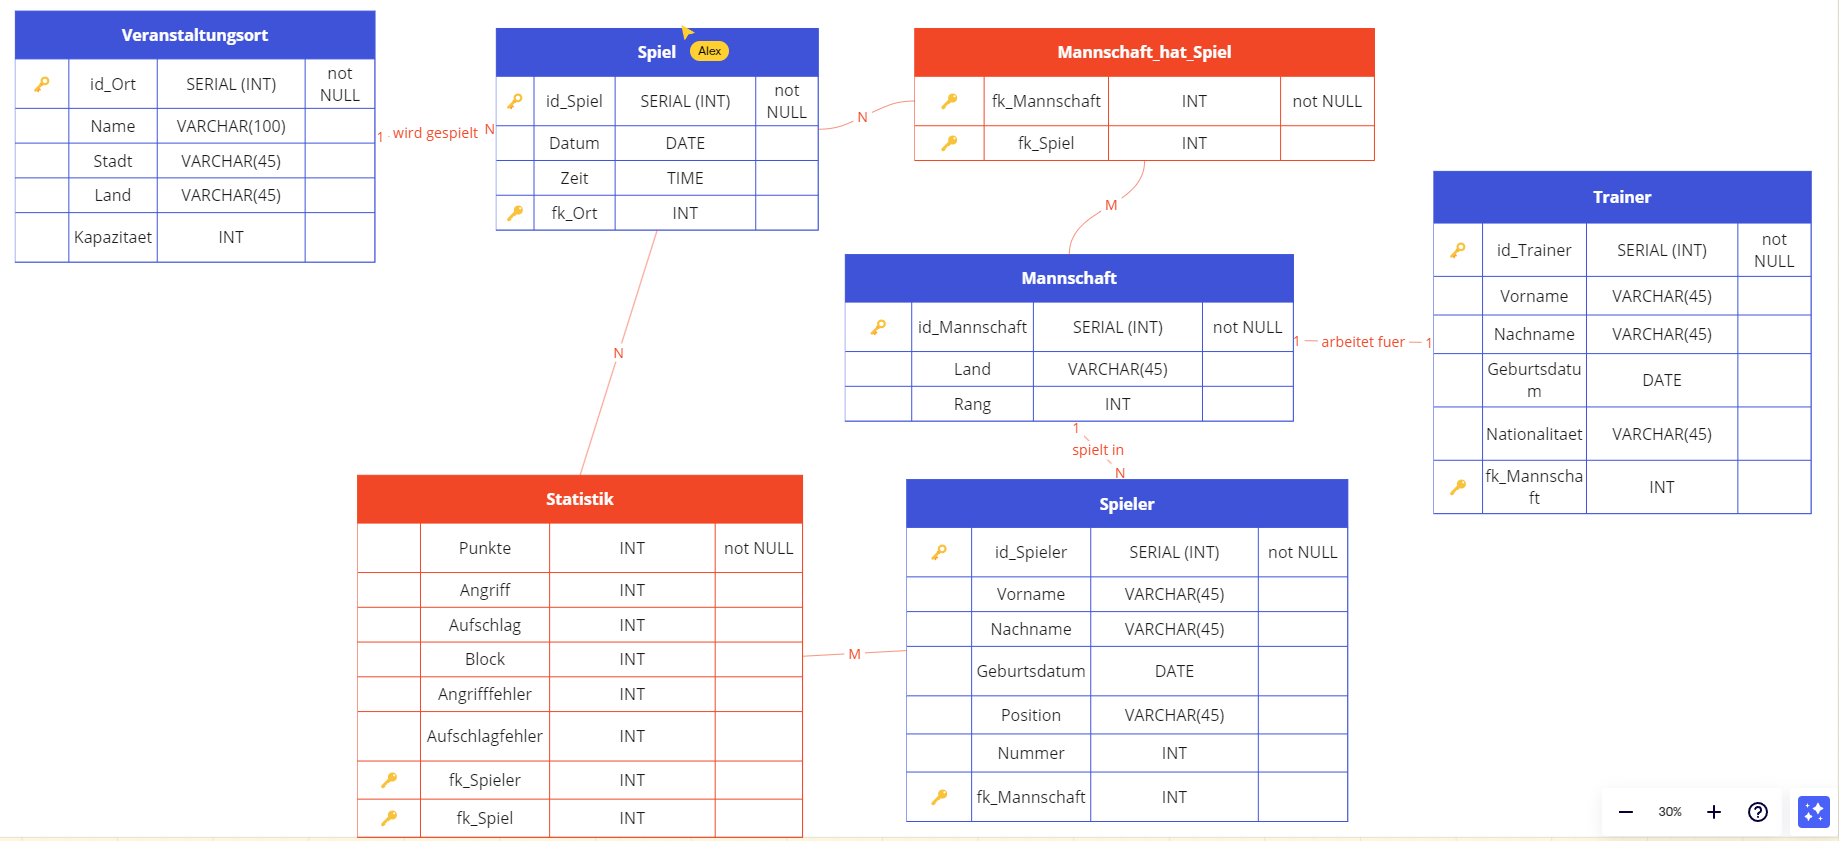 Veranstaltungsort
id_Ort SERIAL (INT) not NULL
Name VARCHAR(100)
Stadt VARCHAR(45)
Land VARCHAR(45)
Kapazitaet INT
1 wird gespielt N
Spiel Alex
id_Spiel SERIAL (INT) not NULL
Datum DATE
Zeit TIME
fk_Ort INT
N
Mannschaft_hat_Spiel
fk_Mannschaft INT not NULL
fk_Spiel INT
M
Mannschaft
id_Mannschaft SERIAL (INT) not NULL
Land VARCHAR(45)
Rang INT
1 arbeitet fuer 1
Trainer
id_Trainer SERIAL (INT) not NULL
Vorname VARCHAR(45)
Nachname VARCHAR(45)
Geburtsdatu
m DATE
Nationalitaet VARCHAR(45)
fk_Mannscha
ft INT
N
1
spielt in
N
Statistik
Punkte INT not NULL
Angriff INT
Aufschlag INT
Block INT
Angrifffehler INT
Aufschlagfehler INT
fk_Spieler INT
fk_Spiel INT
M
Spieler
id_Spieler SERIAL (INT) not NULL
Vorname VARCHAR(45)
Nachname VARCHAR(45)
Geburtsdatum DATE
Position VARCHAR(45)
Nummer INT
fk_Mannschaft INT
30%